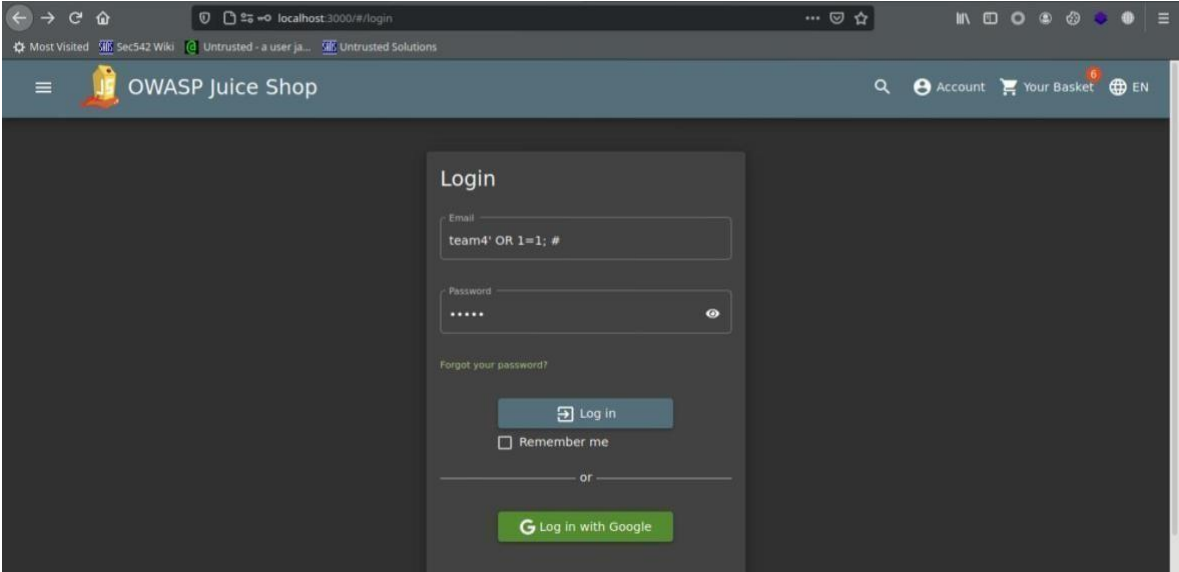 localhost:3000/#/login
Most Visited Sec542 Wiki Untrusted - a user ja... Untrusted Solutions
OWASP Juice Shop Account Your Basket 6 EN
Login
Email
team4' OR 1=1; #
Password
•••••
Forgot your password?
Log in
Remember me
or
Log in with Google